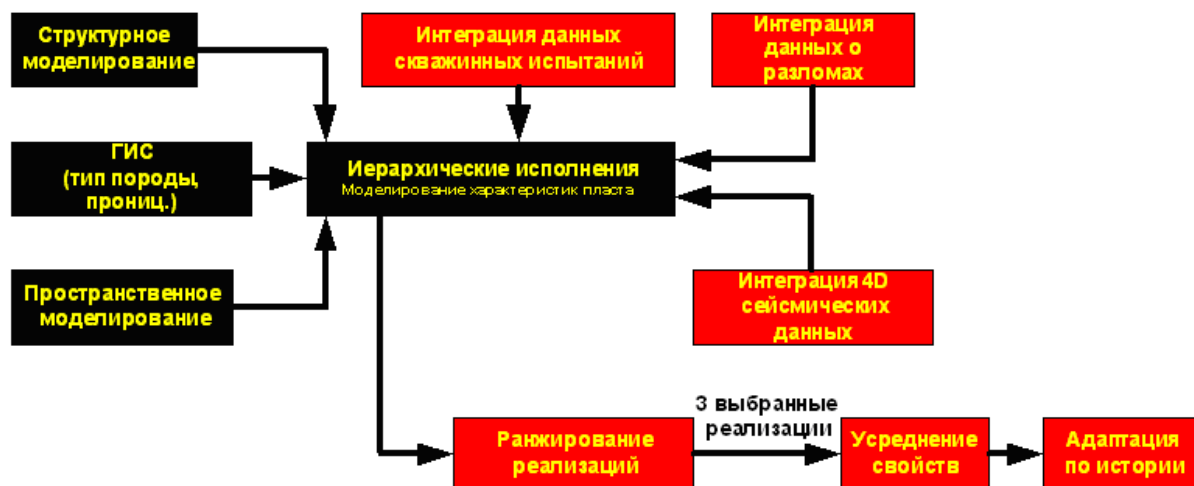 Структурное
моделирование
Интеграция данных
скважинных испытаний
Интеграция
данных о
разломах
ГИС
(тип породы,
прониц.)
Иерархические исполнения
Моделирование характеристик пласта
Пространственное
моделирование
Интеграция 4D
сейсмических
данных
3 выбранные
реализации
Ранжирование
реализаций
Усреднение
свойств
Адаптация
по истории